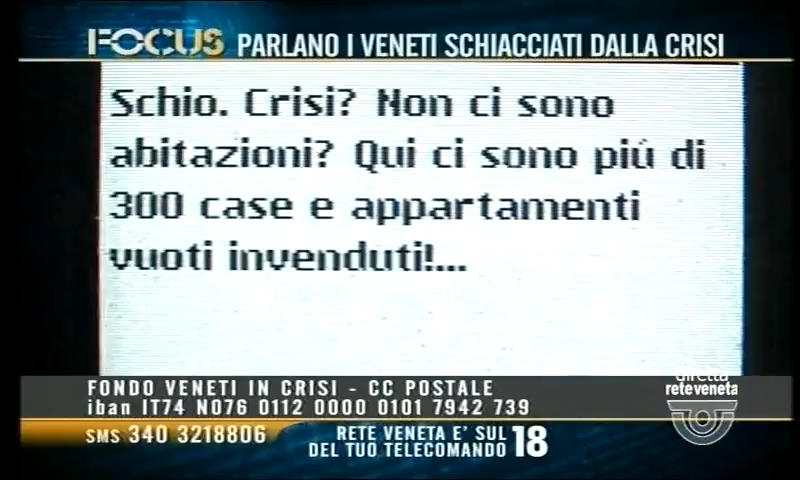 FOCUS PARLANO I VENETI SCHIACCIATI DALLA CRISI
Schio. Crisi? Non ci sono
abitazioni? Qui ci sono piú di
300 case e appartamenti
vuoti invenduti!...
FONDO VENETI IN CRISI - CC POSTALE
iban IT74 N076 0112 0000 0101 7942 739
diretta
reteveneta
SMS 340 3218806
RETE VENETA E' SUL 18
DEL TUO TELECOMANDO